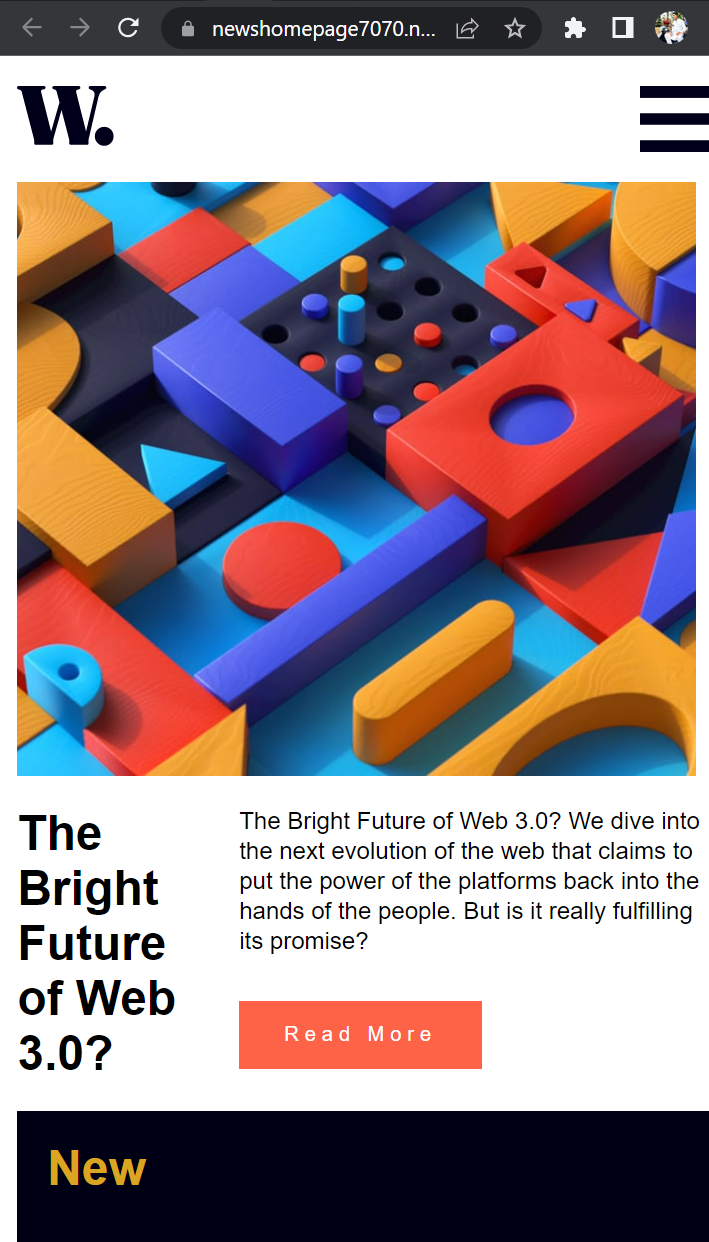 newshomepage7070.n...
W.
The
Bright
Future
of Web
3.0?
The Bright Future of Web 3.0? We dive into
the next evolution of the web that claims to
put the power of the platforms back into the
hands of the people. But is it really fulfilling
its promise?
Read More
New